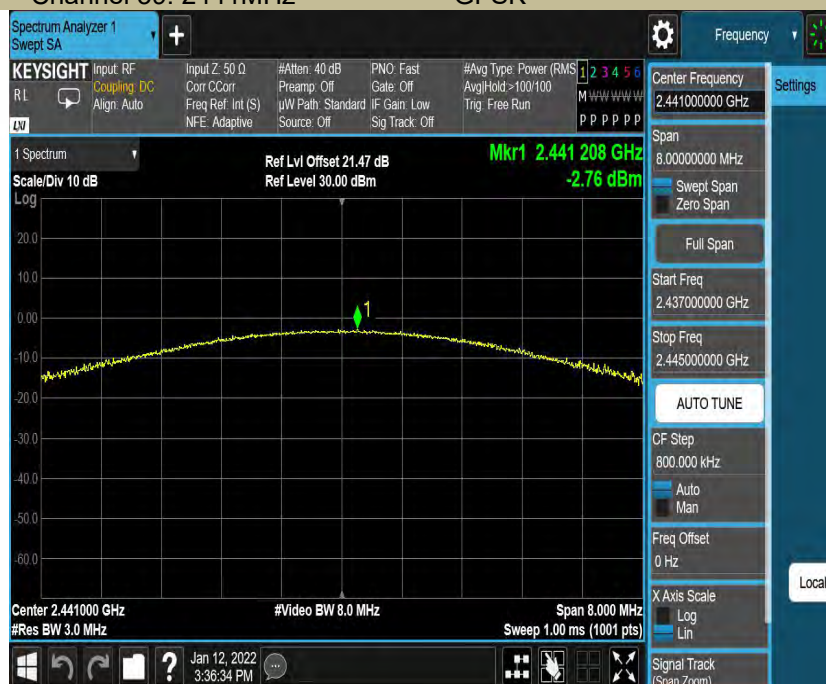 Spectrum Analyzer 1
Swept SA
Frequency
KEYSIGHT
RL
LXI
Input: RF
Coupling: DC
Align: Auto
Input Z: 50 Ω
Corr CCorr
Freq Ref: Int (S)
NFE: Adaptive
#Atten: 40 dB
Preamp: Off
µW Path: Standard
Source: Off
PNO: Fast
Gate: Off
IF Gain: Low
Sig Track: Off
#Avg Type: Power (RMS
Avg|Hold:>100/100
Trig: Free Run
1 2 3 4 5 6
M W W W W W
P P P P P P
1 Spectrum
Scale/Div 10 dB
Log
Ref Lvl Offset 21.47 dB
Ref Level 30.00 dBm
Mkr1 2.441 208 GHz
-2.76 dBm
20.0
10.0
0.00
-10.0
-20.0
-30.0
-40.0
-50.0
-60.0
1
Center 2.441000 GHz
#Res BW 3.0 MHz
#Video BW 8.0 MHz
Span 8.000 MHz
Sweep 1.00 ms (1001 pts)
Jan 12, 2022
3:36:34 PM
Center Frequency
2.441000000 GHz
Span
8.00000000 MHz
Swept Span
Zero Span
Full Span
Start Freq
2.437000000 GHz
Stop Freq
2.445000000 GHz
AUTO TUNE
CF Step
800.000 kHz
Auto
Man
Freq Offset
0 Hz
X Axis Scale
Log
Lin
Signal Track
(Span Zoom)
Settings
Local